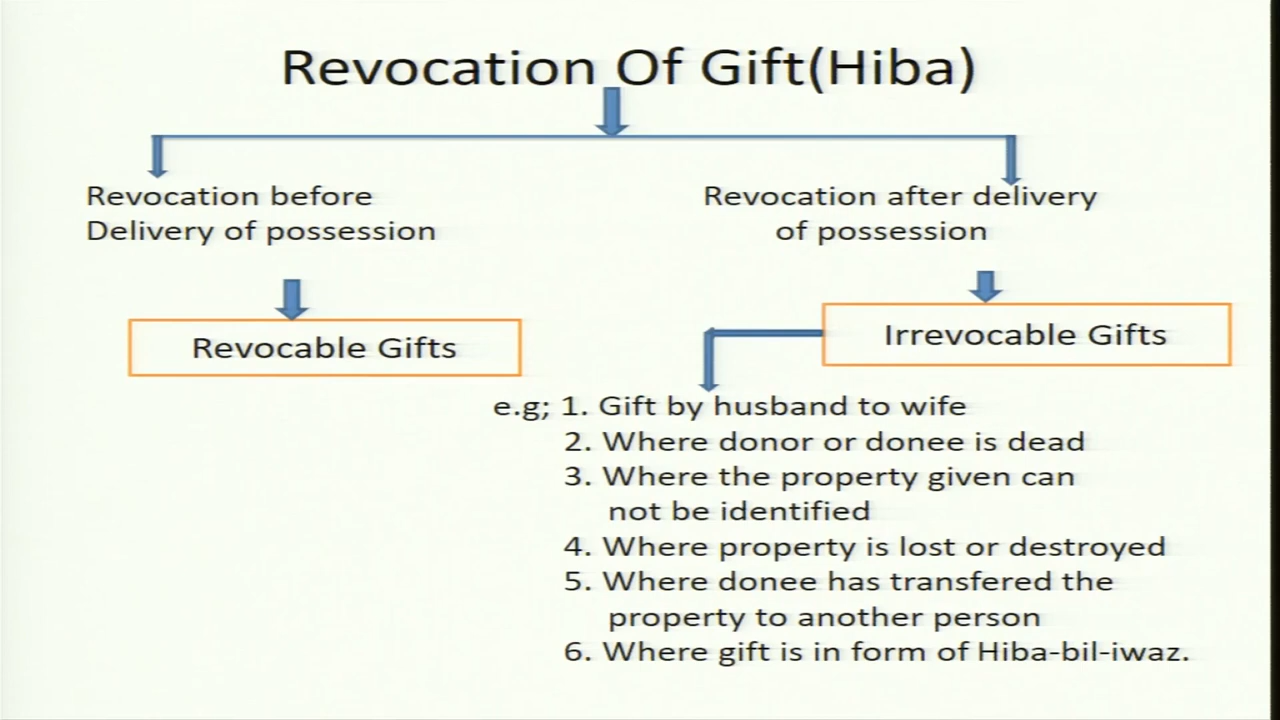 Revocation Of Gift(Hiba)
Revocation before
Delivery of possession
Revocable Gifts
Revocation after delivery
of possession
Irrevocable Gifts
e.g; 1. Gift by husband to wife
2. Where donor or donee is dead
3. Where the property given can
not be identified
4. Where property is lost or destroyed
5. Where donee has transfered the
property to another person
6. Where gift is in form of Hiba-bil-iwaz.